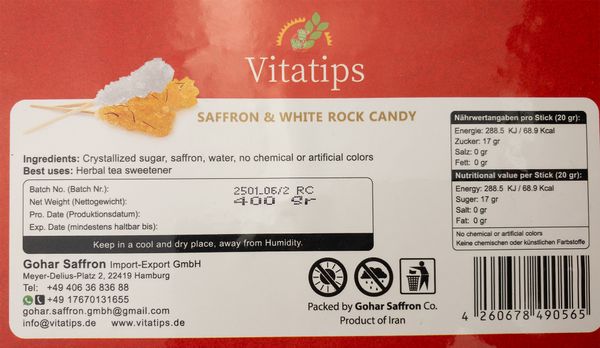 Vitatips
SAFFRON & WHITE ROCK CANDY
Ingredients: Crystallized sugar, saffron, water, no chemical or artificial colors
Best uses: Herbal tea sweetener
Batch No. (Batch Nr.): 2501_06/2 RC
Net Weight (Nettogewicht): 400 gr
Pro. Date (Produktionsdatum):
Exp. Date (mindestens haltbar bis):
Keep in a cool and dry place, away from Humidity.
Gohar Saffron Import-Export GmbH
Meyer-Delius-Platz 2, 22419 Hamburg
Tel: +49 406 36 836 88
+49 17670131655
gohar.saffron.gmbh@gmail.com
info@vitatips.de www.vitatips.de
Packed by Gohar Saffron Co.
Product of Iran
Nährwertangaben pro Stick (20 gr):
Energie: 288.5 KJ / 68.9 Kcal
Zucker: 17 gr
Salz: 0 gr
Fett: 0 gr
Nutritional value per Stick (20 gr):
Energy: 288.5 KJ / 68.9 Kcal
Suger: 17 gr
Salt: 0 gr
Fat: 0 gr
No chemical or artificial colors
Keine chemischen oder künstlichen Farbstoffe
4 260678 490565